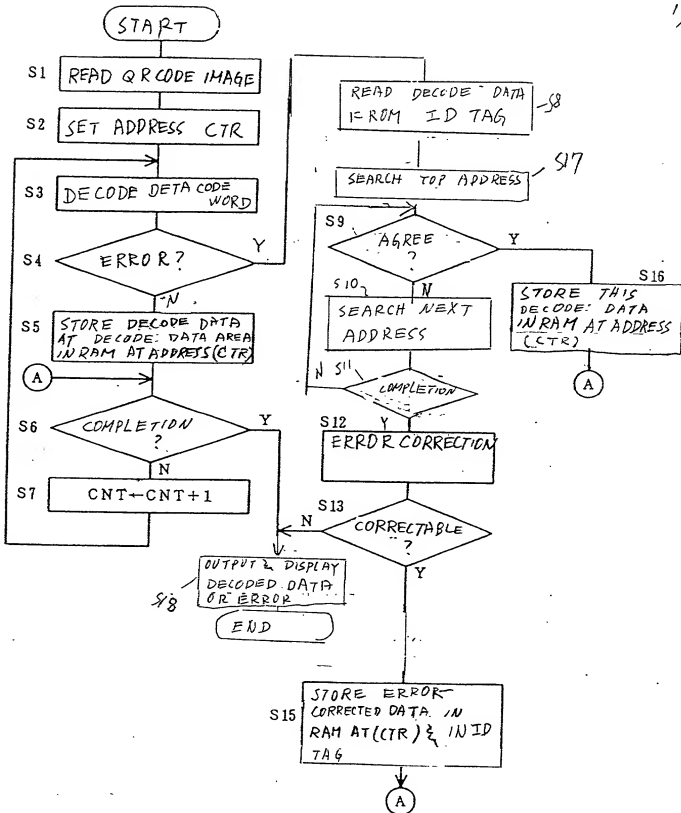 START
S1
READ QR CODE IMAGE
S2
SET ADDRESS CTR
S3
DECODE DETA CODE
WORD
S4
ERROR?
Y
N
S5
STORE DECODE DATA
AT DECODE: DATA AREA
IN RAM AT ADDRESS (CTR)
A
S6
COMPLETION
?
Y
N
S7
CNT←CNT+1
READ DECODE DATA
FROM ID TAG
S8
SEARCH TOP ADDRESS
S17
S9
AGREE
?
Y
N
S10
SEARCH NEXT
ADDRESS
S16
STORE THIS
DECODE: DATA
IN RAM AT ADDRESS
(CTR)
A
N
S11
COMPLETION
Y
S12
ERROR CORRECTION
S13
N
CORRECTABLE
?
Y
OUTPUT & DISPLAY
DECODED DATA
OR ERROR
S18
END
S15
STORE ERROR-
CORRECTED DATA IN
RAM AT (CTR) & IN ID
TAG
A